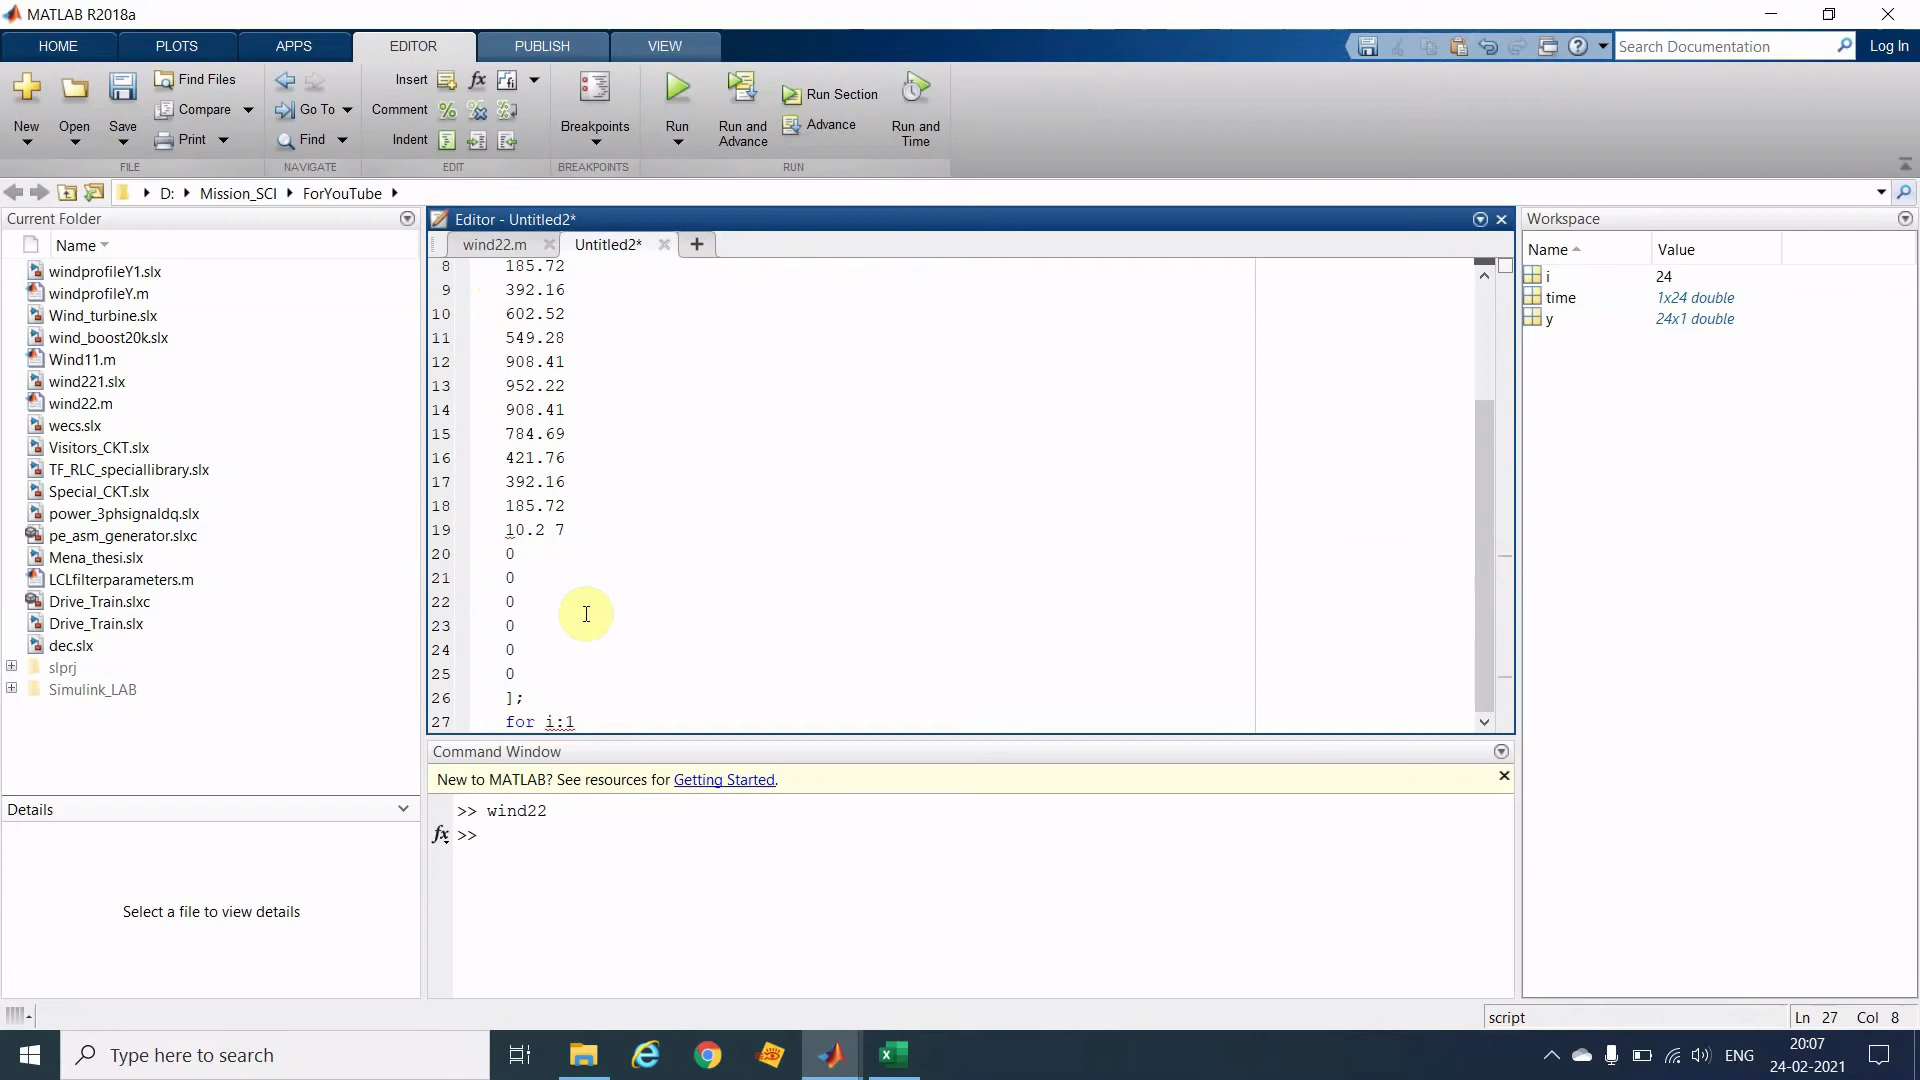 MATLAB R2018a
HOME PLOTS APPS EDITOR PUBLISH VIEW Search Documentation Log In
New Open Save Find Files Compare Print
Go To Find
Insert Comment Indent
Breakpoints
Run Run and Advance Run Section Advance Run and Time
FILE NAVIGATE EDIT BREAKPOINTS RUN
D: Mission_SCI ForYouTube
Current Folder
Name
windprofileY1.slx
windprofileY.m
Wind_turbine.slx
wind_boost20k.slx
Wind11.m
wind221.slx
wind22.m
wecs.slx
Visitors_CKT.slx
TF_RLC_speciallibrary.slx
Special_CKT.slx
power_3phsignaldq.slx
pe_asm_generator.slxc
Mena_thesi.slx
LCLfilterparameters.m
Drive_Train.slxc
Drive_Train.slx
dec.slx
slprj
Simulink_LAB
Details
Select a file to view details
Editor - Untitled2*
wind22.m Untitled2*
8 185.72
9 392.16
10 602.52
11 549.28
12 908.41
13 952.22
14 908.41
15 784.69
16 421.76
17 392.16
18 185.72
19 10.2 7
20 0
21 0
22 0
23 0
24 0
25 0
26 ];
27 for i:1
Command Window
New to MATLAB? See resources for Getting Started.
>> wind22
fx >>
Workspace
Name Value
i 24
time 1x24 double
y 24x1 double
script Ln 27 Col 8
Type here to search
ENG
20:07
24-02-2021